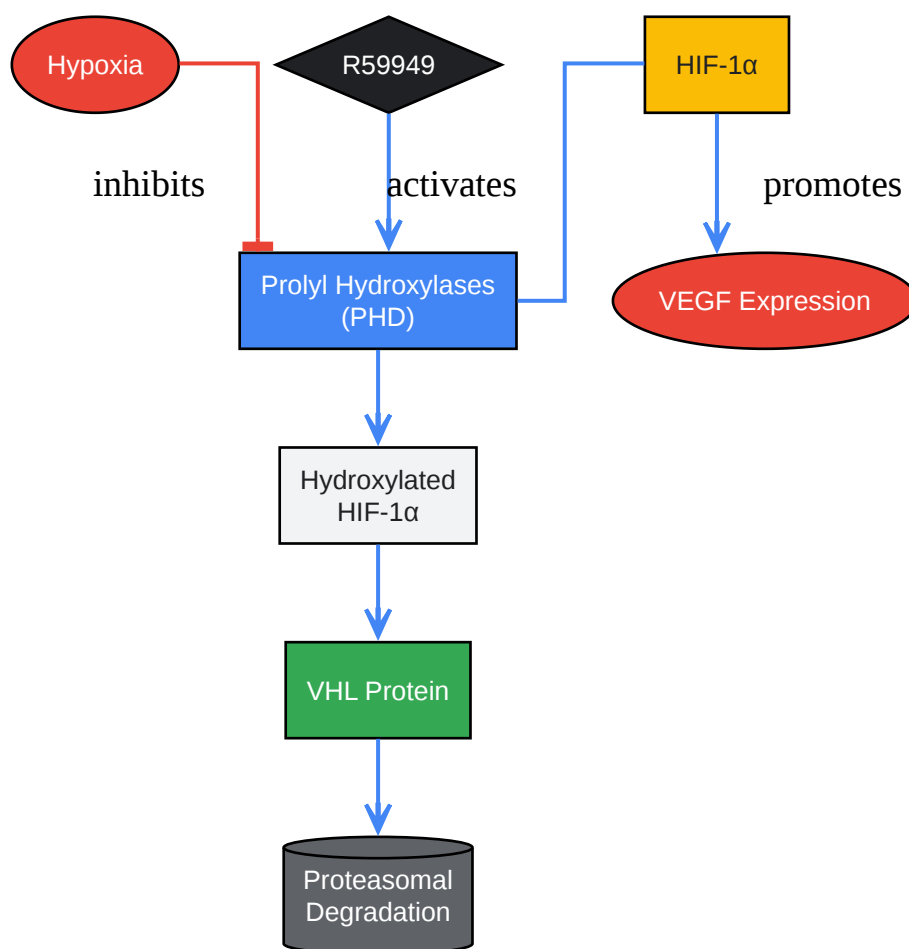 Hypoxia
R59949
HIF-1α
inhibits
activates
promotes
Prolyl Hydroxylases
(PHD)
VEGF Expression
Hydroxylated
HIF-1α
VHL Protein
Proteasomal
Degradation